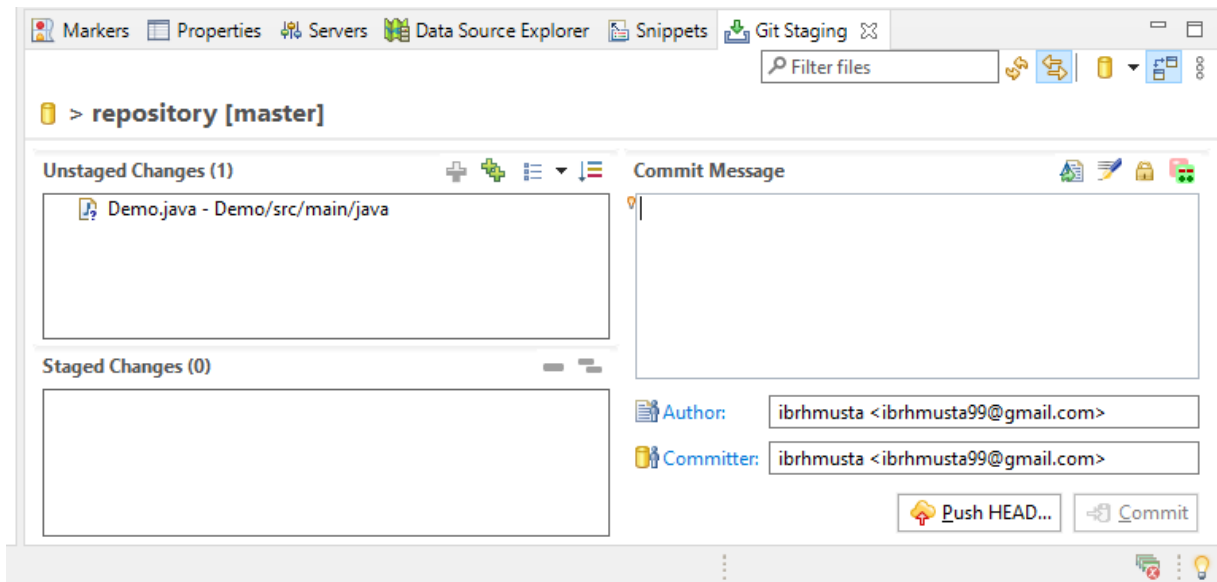 Markers Properties Servers Data Source Explorer Snippets Git Staging
Filter files
> repository [master]
Unstaged Changes (1)
Demo.java - Demo/src/main/java
Staged Changes (0)
Commit Message
Author: ibrhmusta <ibrhmusta99@gmail.com>
Committer: ibrhmusta <ibrhmusta99@gmail.com>
Push HEAD... Commit